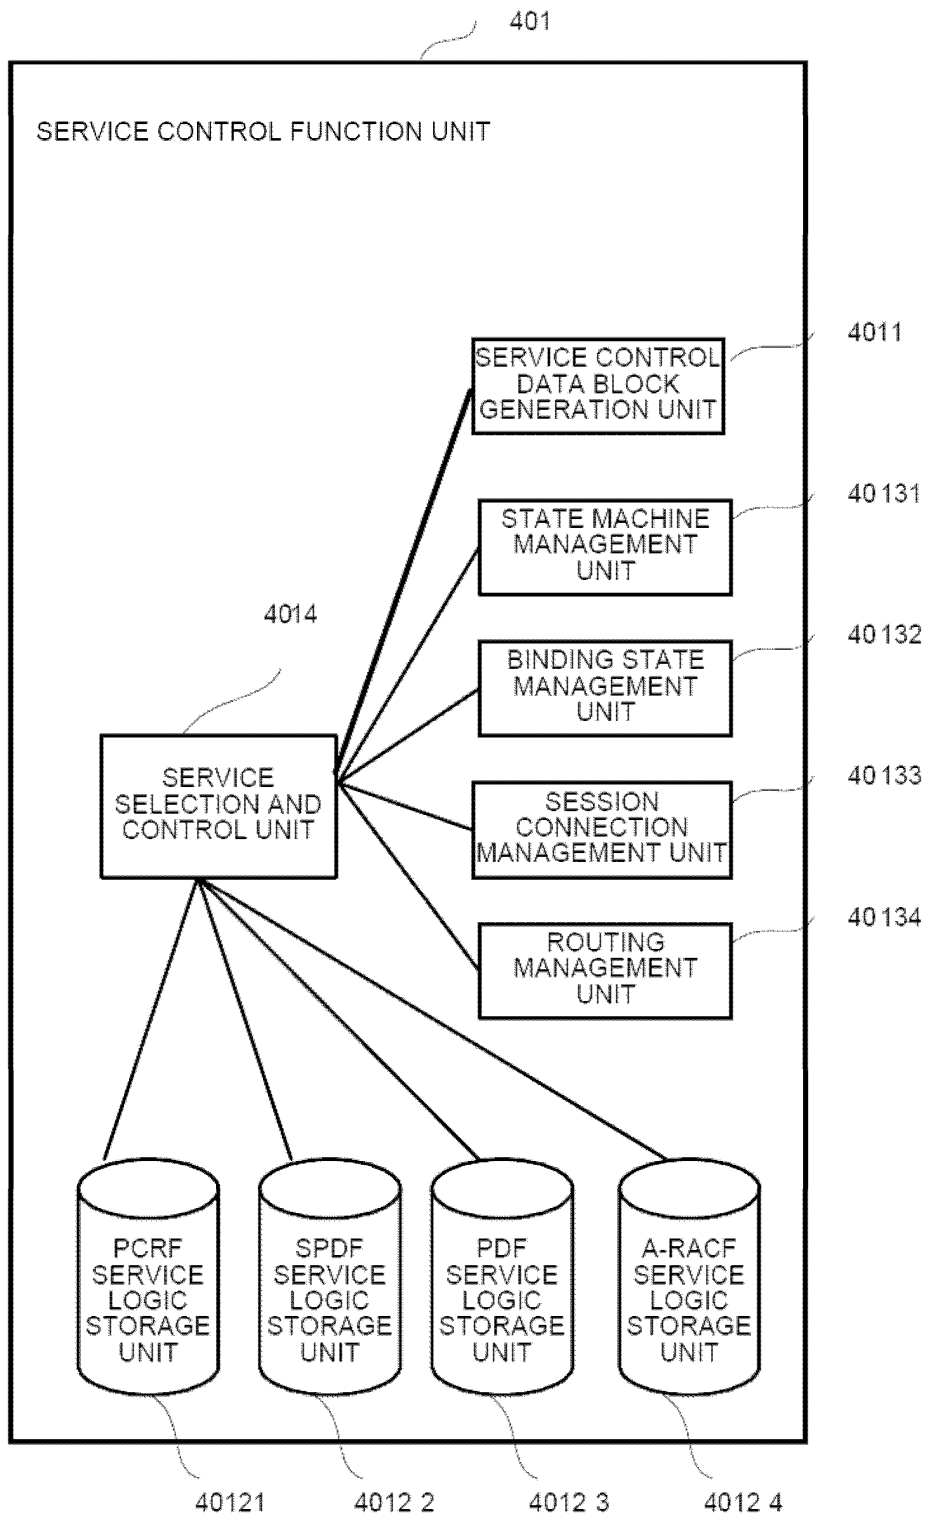 401
SERVICE CONTROL FUNCTION UNIT
4011
SERVICE CONTROL
DATA BLOCK
GENERATION UNIT
40131
STATE MACHINE
MANAGEMENT
UNIT
4014
40132
BINDING STATE
MANAGEMENT
UNIT
SERVICE
SELECTION AND
CONTROL UNIT
40133
SESSION
CONNECTION
MANAGEMENT UNIT
40134
ROUTING
MANAGEMENT
UNIT
PCRF
SERVICE
LOGIC
STORAGE
UNIT
SPDF
SERVICE
LOGIC
STORAGE
UNIT
PDF
SERVICE
LOGIC
STORAGE
UNIT
A-RACF
SERVICE
LOGIC
STORAGE
UNIT
40121
4012 2
4012 3
4012 4